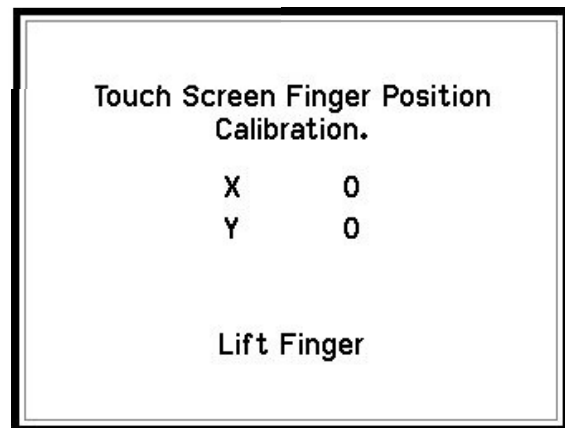 Touch Screen Finger Position
Calibration.
X 0
Y 0
Lift Finger